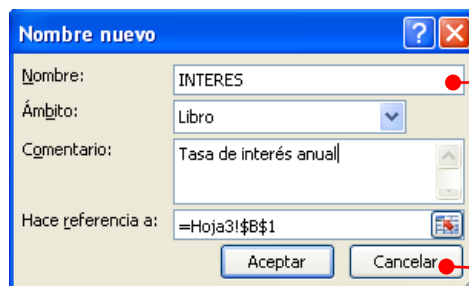 Nombre nuevo
Nombre: INTERES
Ámbito: Libro
Comentario: Tasa de interés anual
Hace referencia a: =Hoja3!$B$1
Aceptar Cancelar